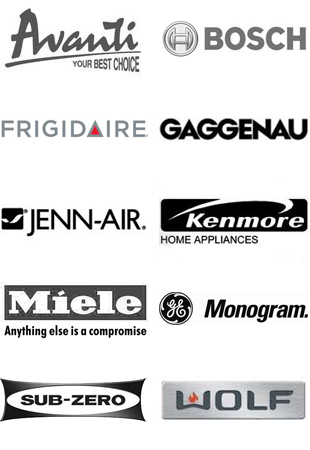 Avanti
YOUR BEST CHOICE
BOSCH
FRIGIDAIRE
GAGGENAU
JENN-AIR®
Kenmore
HOME APPLIANCES
Miele
Anything else is a compromise
GE Monogram.
SUB-ZERO
WOLF